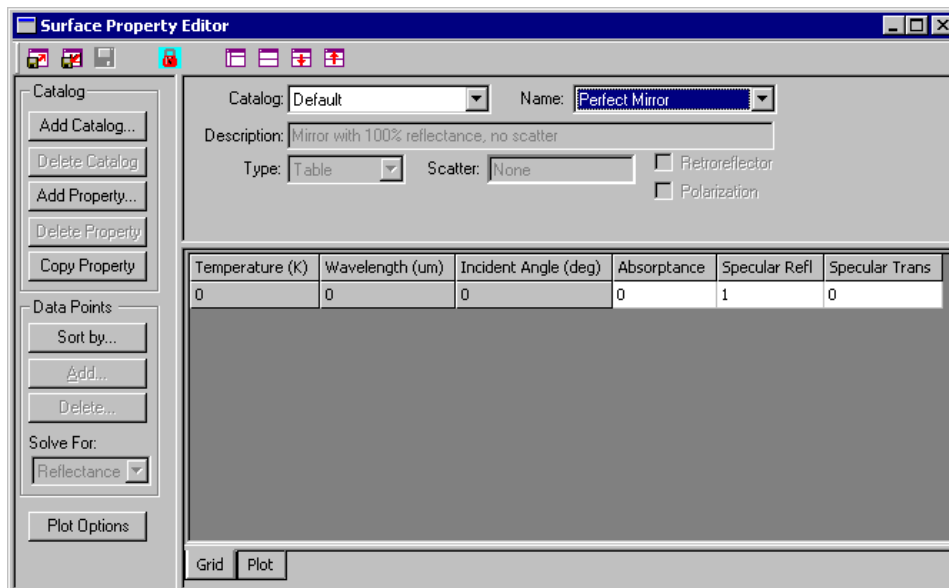 Surface Property Editor
Catalog
Add Catalog...
Delete Catalog
Add Property...
Delete Property
Copy Property
Data Points
Sort by...
Add...
Delete...
Solve For:
Reflectance
Plot Options
Catalog: Default Name: Perfect Mirror
Description: Mirror with 100% reflectance, no scatter
Type: Table Scatter: None Retroreflector
Polarization
Temperature (K) Wavelength (um) Incident Angle (deg) Absorptance Specular Refl Specular Trans
0 0 0 0 1 0
Grid Plot